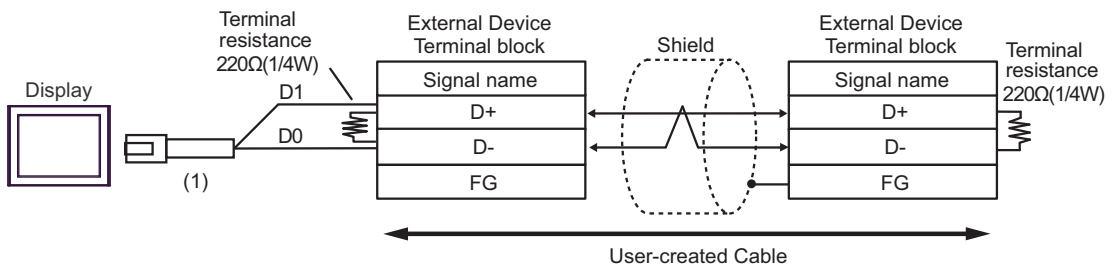 Display
(1)
D1
D0
Terminal
resistance
220Ω(1/4W)
External Device
Terminal block
Signal name
D+
D-
FG
Shield
External Device
Terminal block
Signal name
D+
D-
FG
Terminal
resistance
220Ω(1/4W)
User-created Cable